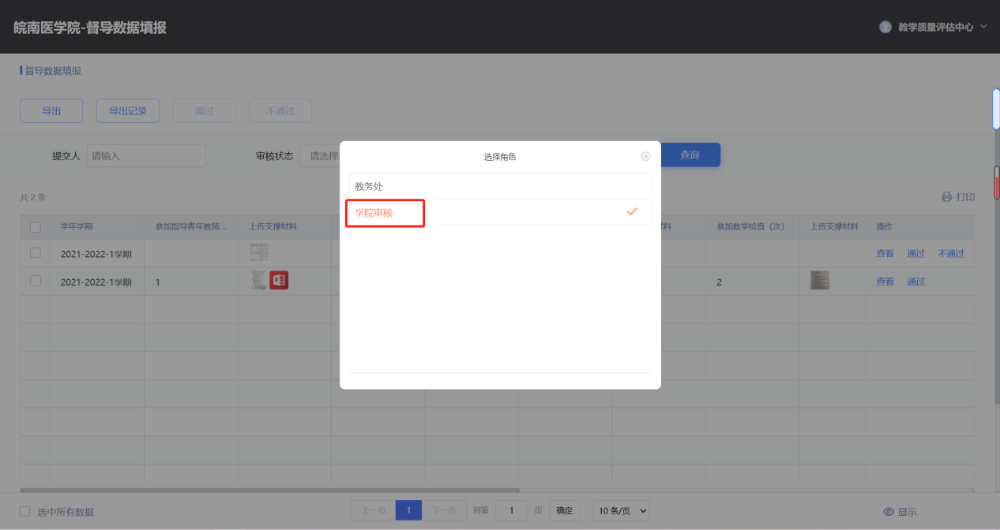 皖南医学院-督导数据填报
教学质量评估中心
督导数据填报
导出 导出记录 通过 不通过
提交人 请输入 审核状态 请选择 查询
选择角色
教务处
学院审核
共 2 条 打印
学年学期 参加指导青年教师... 上传支撑材料 料 参加教学检查（次） 上传支撑材料 操作
2021-2022-1学期 查看 通过 不通过
2021-2022-1学期 1 2 查看 通过
选中所有数据 上一页 1 下一页 到第 1 页 确定 10 条/页 显示